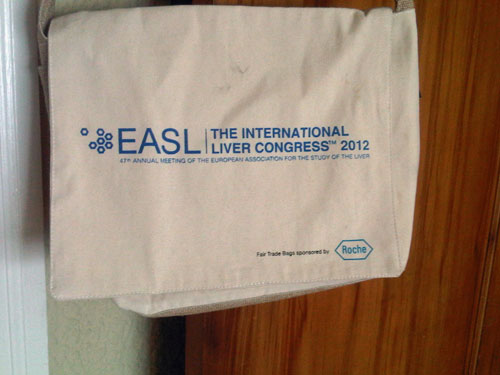 EASL
THE INTERNATIONAL
LIVER CONGRESS™ 2012
47TH ANNUAL MEETING OF THE EUROPEAN ASSOCIATION FOR THE STUDY OF THE LIVER
Fair Trade Bags sponsored by
Roche